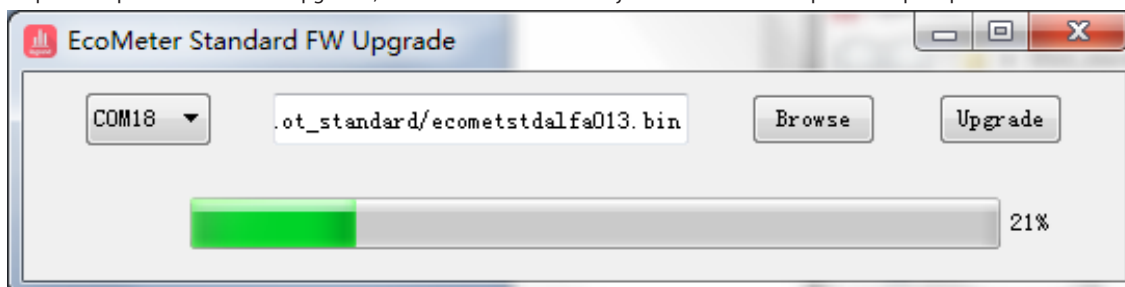 EcoMeter Standard FW Upgrade
COM18
.ot_standard/ecometstdalfa013.bin
Browse
Upgrade
21%